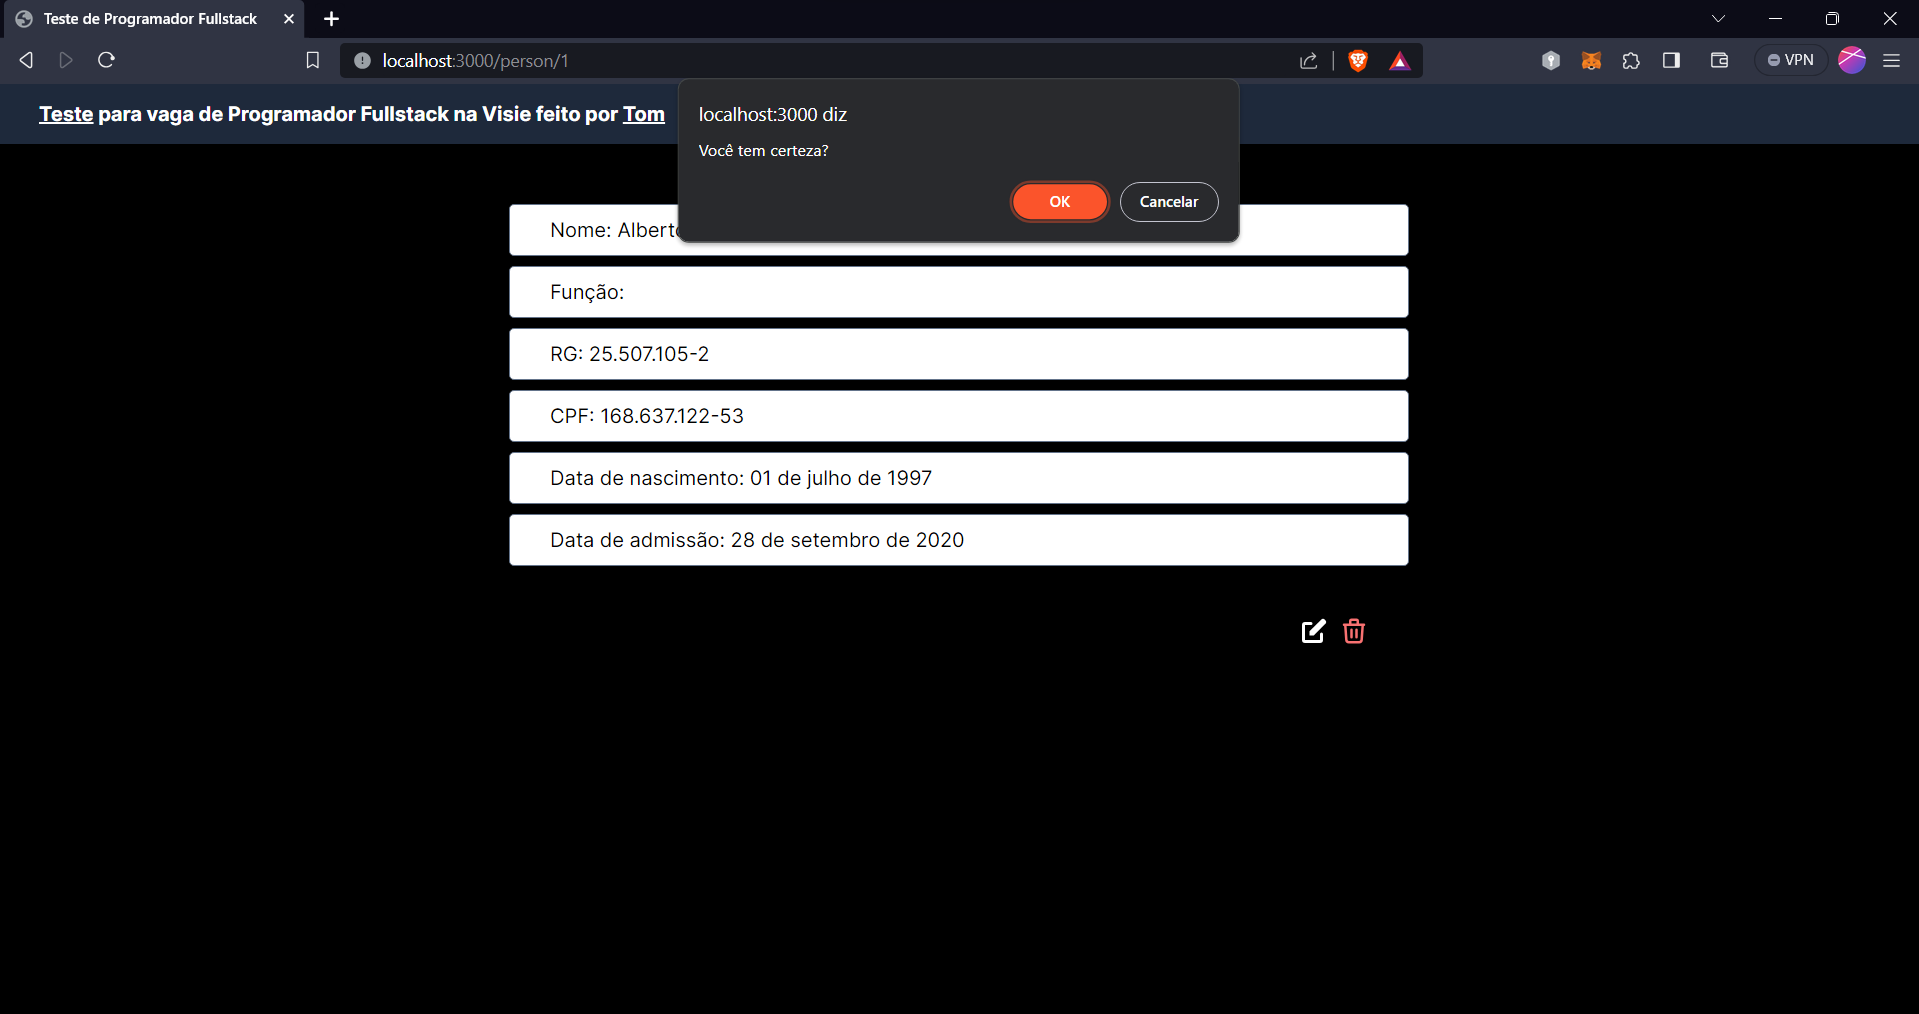 Teste de Programador Fullstack
localhost:3000/person/1
VPN
Teste para vaga de Programador Fullstack na Visie feito por Tom
localhost:3000 diz
Você tem certeza?
OK
Cancelar
Nome: Alberto
Função:
RG: 25.507.105-2
CPF: 168.637.122-53
Data de nascimento: 01 de julho de 1997
Data de admissão: 28 de setembro de 2020